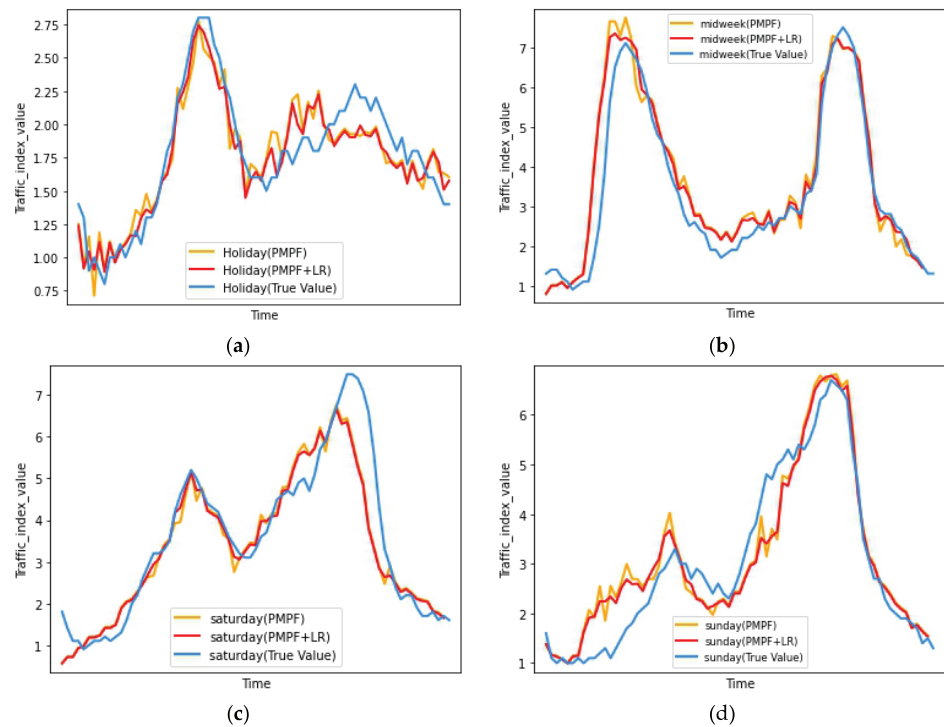 2.75
2.50
2.25
2.00
1.75
1.50
1.25
1.00
0.75
Traffic_index_value
Holiday(PMPF)
Holiday(PMPF+LR)
Holiday(True Value)
Time
(a)
7
6
5
4
3
2
1
Traffic_index_value
midweek(PMPF)
midweek(PMPF+LR)
midweek(True Value)
Time
(b)
7
6
5
4
3
2
1
Traffic_index_value
saturday(PMPF)
saturday(PMPF+LR)
saturday(True Value)
Time
(c)
6
5
4
3
2
1
Traffic_index_value
sunday(PMPF)
sunday(PMPF+LR)
sunday(True Value)
Time
(d)